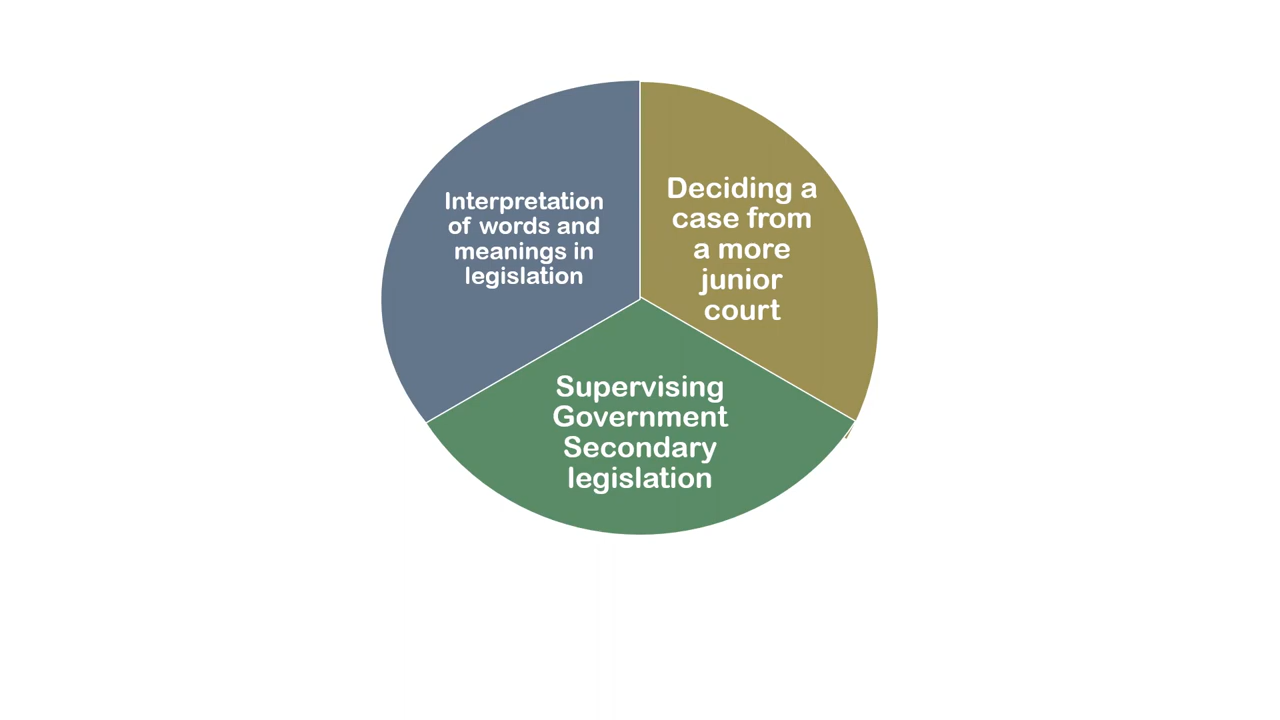 Interpretation
of words and
meanings in
legislation
Deciding a
case from
a more
junior
court
Supervising
Government
Secondary
legislation